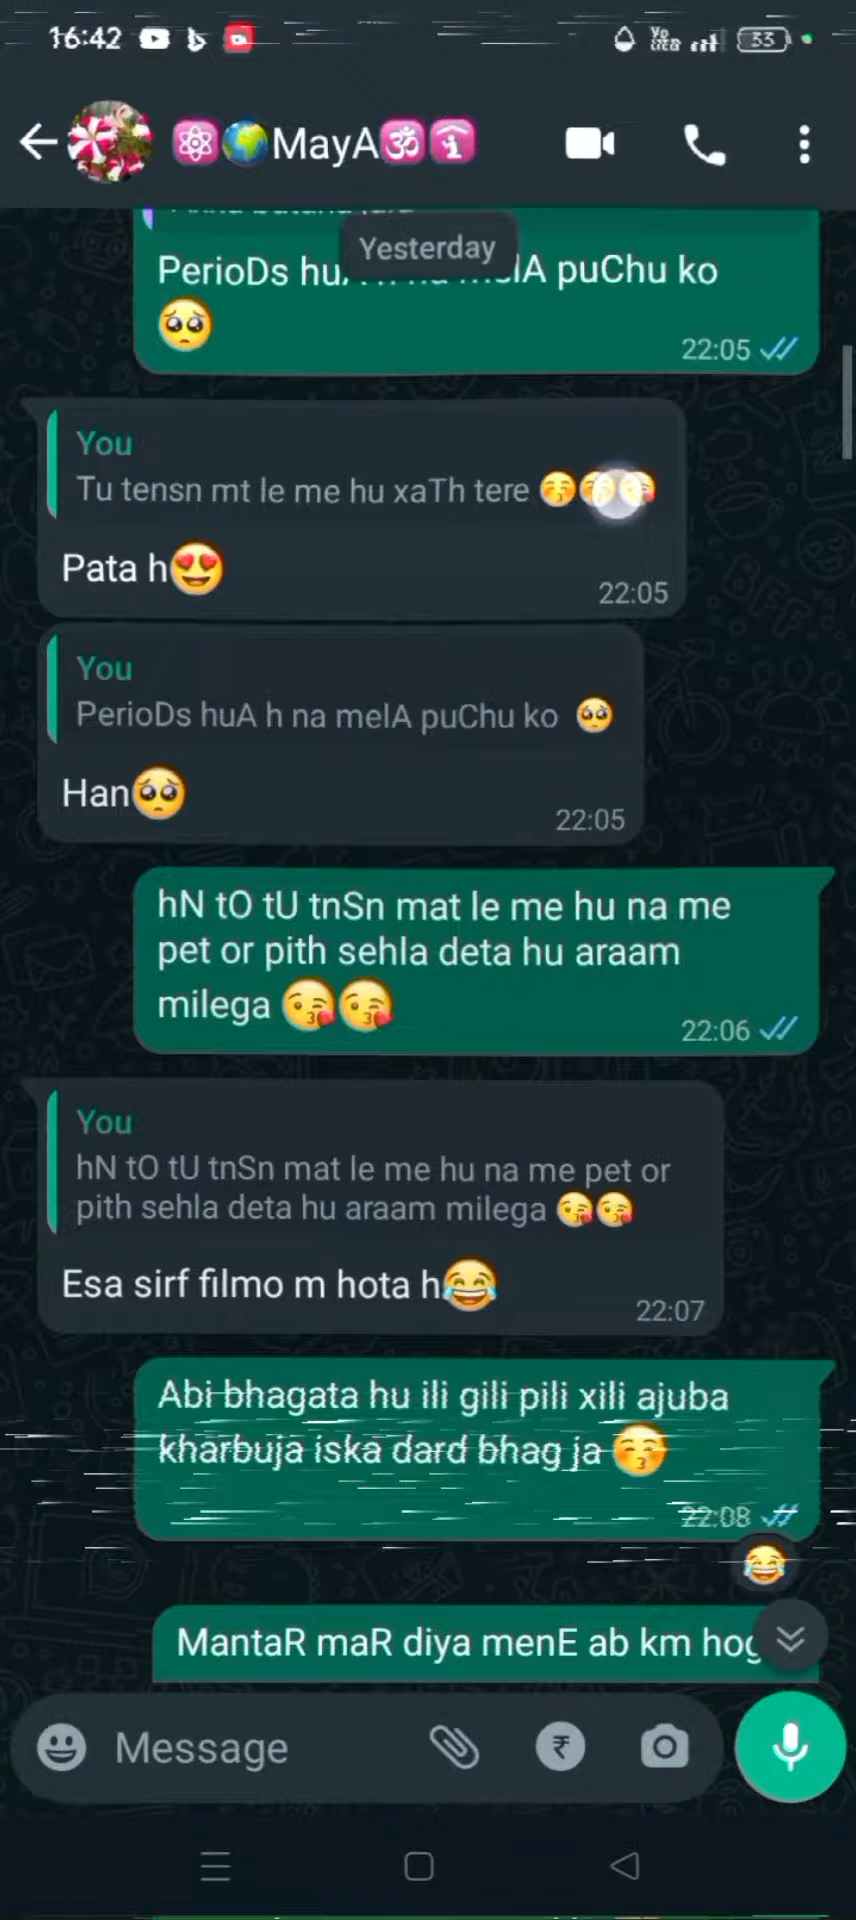 16:42
Vo
LTE
33
MayA
Yesterday
PerioDs hu lA puChu ko
22:05
You
Tu tensn mt le me hu xaTh tere
Pata h
22:05
You
PerioDs huA h na melA puChu ko
Han
22:05
hN tO tU tnSn mat le me hu na me
pet or pith sehla deta hu araam
milega
22:06
You
hN tO tU tnSn mat le me hu na me pet or
pith sehla deta hu araam milega
Esa sirf filmo m hota h
22:07
Abi bhagata hu ili gili pili xili ajuba
kharbuja iska dard bhag ja
22:08
MantaR maR diya menE ab km hog
Message